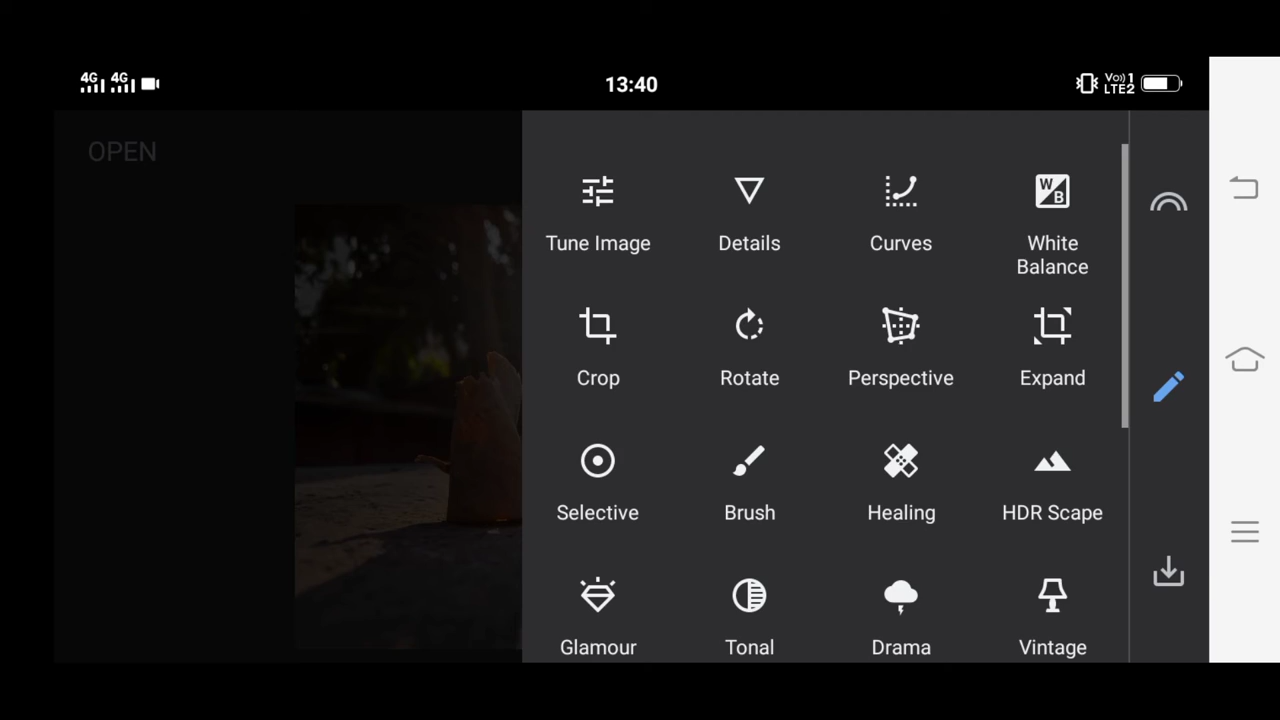 4G 4G 13:40 Vo)) 1 LTE2
OPEN
Tune Image Details Curves White Balance
Crop Rotate Perspective Expand
Selective Brush Healing HDR Scape
Glamour Tonal Drama Vintage
WB